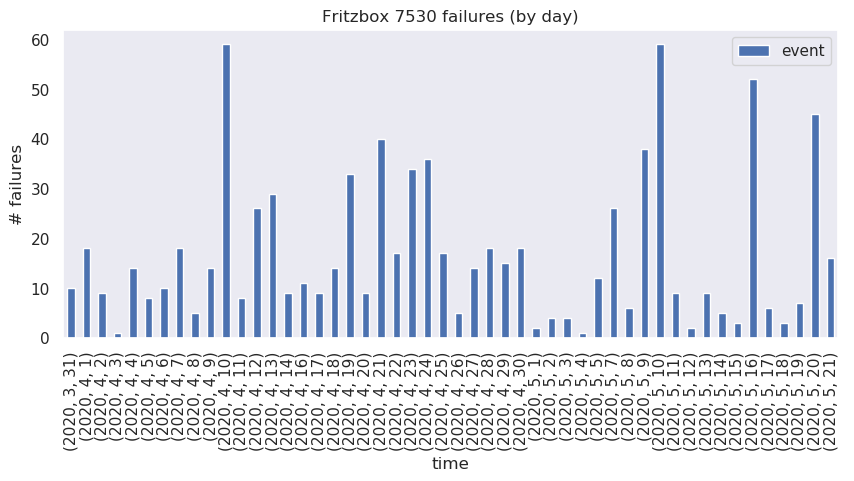 Fritzbox 7530 failures (by day)
event
# failures
60
50
40
30
20
10
0
(2020, 3, 31)
(2020, 4, 1)
(2020, 4, 2)
(2020, 4, 3)
(2020, 4, 4)
(2020, 4, 5)
(2020, 4, 6)
(2020, 4, 7)
(2020, 4, 8)
(2020, 4, 9)
(2020, 4, 10)
(2020, 4, 11)
(2020, 4, 12)
(2020, 4, 13)
(2020, 4, 14)
(2020, 4, 16)
(2020, 4, 17)
(2020, 4, 18)
(2020, 4, 19)
(2020, 4, 20)
(2020, 4, 21)
(2020, 4, 22)
(2020, 4, 23)
(2020, 4, 24)
(2020, 4, 25)
(2020, 4, 26)
(2020, 4, 27)
(2020, 4, 28)
(2020, 4, 29)
(2020, 4, 30)
(2020, 5, 1)
(2020, 5, 2)
(2020, 5, 3)
(2020, 5, 4)
(2020, 5, 5)
(2020, 5, 7)
(2020, 5, 8)
(2020, 5, 9)
(2020, 5, 10)
(2020, 5, 11)
(2020, 5, 12)
(2020, 5, 13)
(2020, 5, 14)
(2020, 5, 15)
(2020, 5, 16)
(2020, 5, 17)
(2020, 5, 18)
(2020, 5, 19)
(2020, 5, 20)
(2020, 5, 21)
time